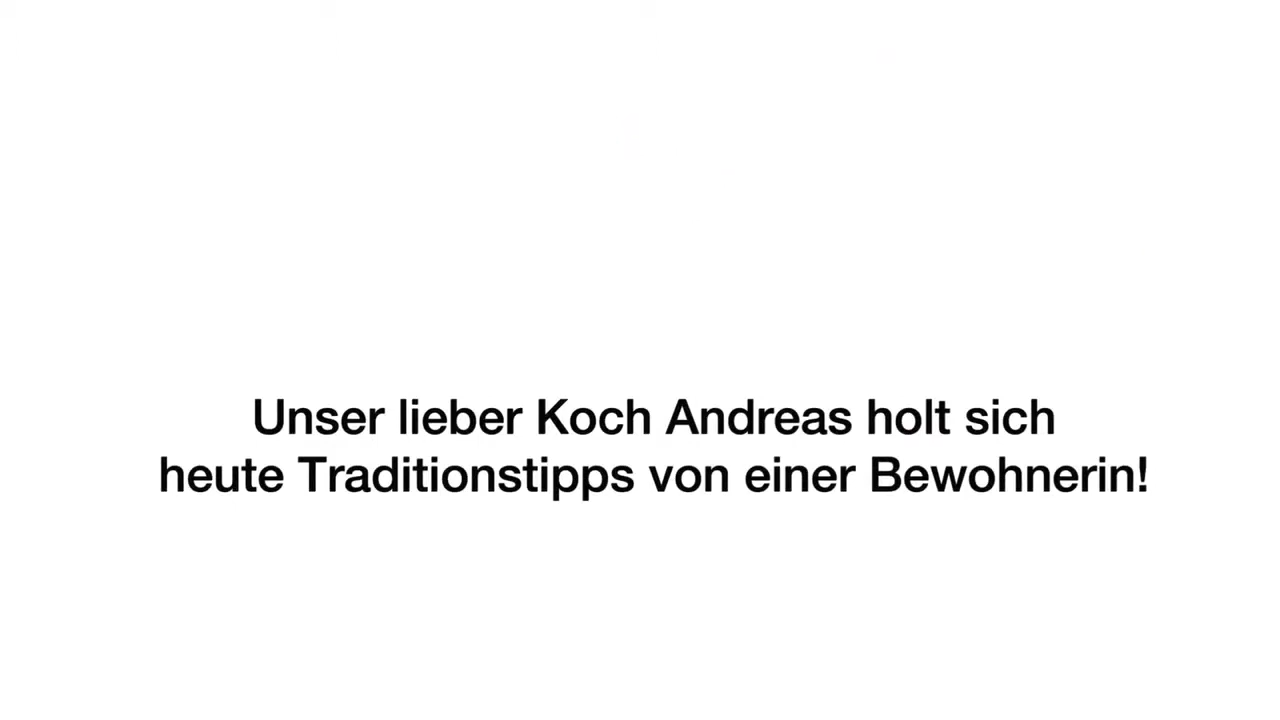 Unser lieber Koch Andreas holt sich
heute Traditionstipps von einer Bewohnerin!